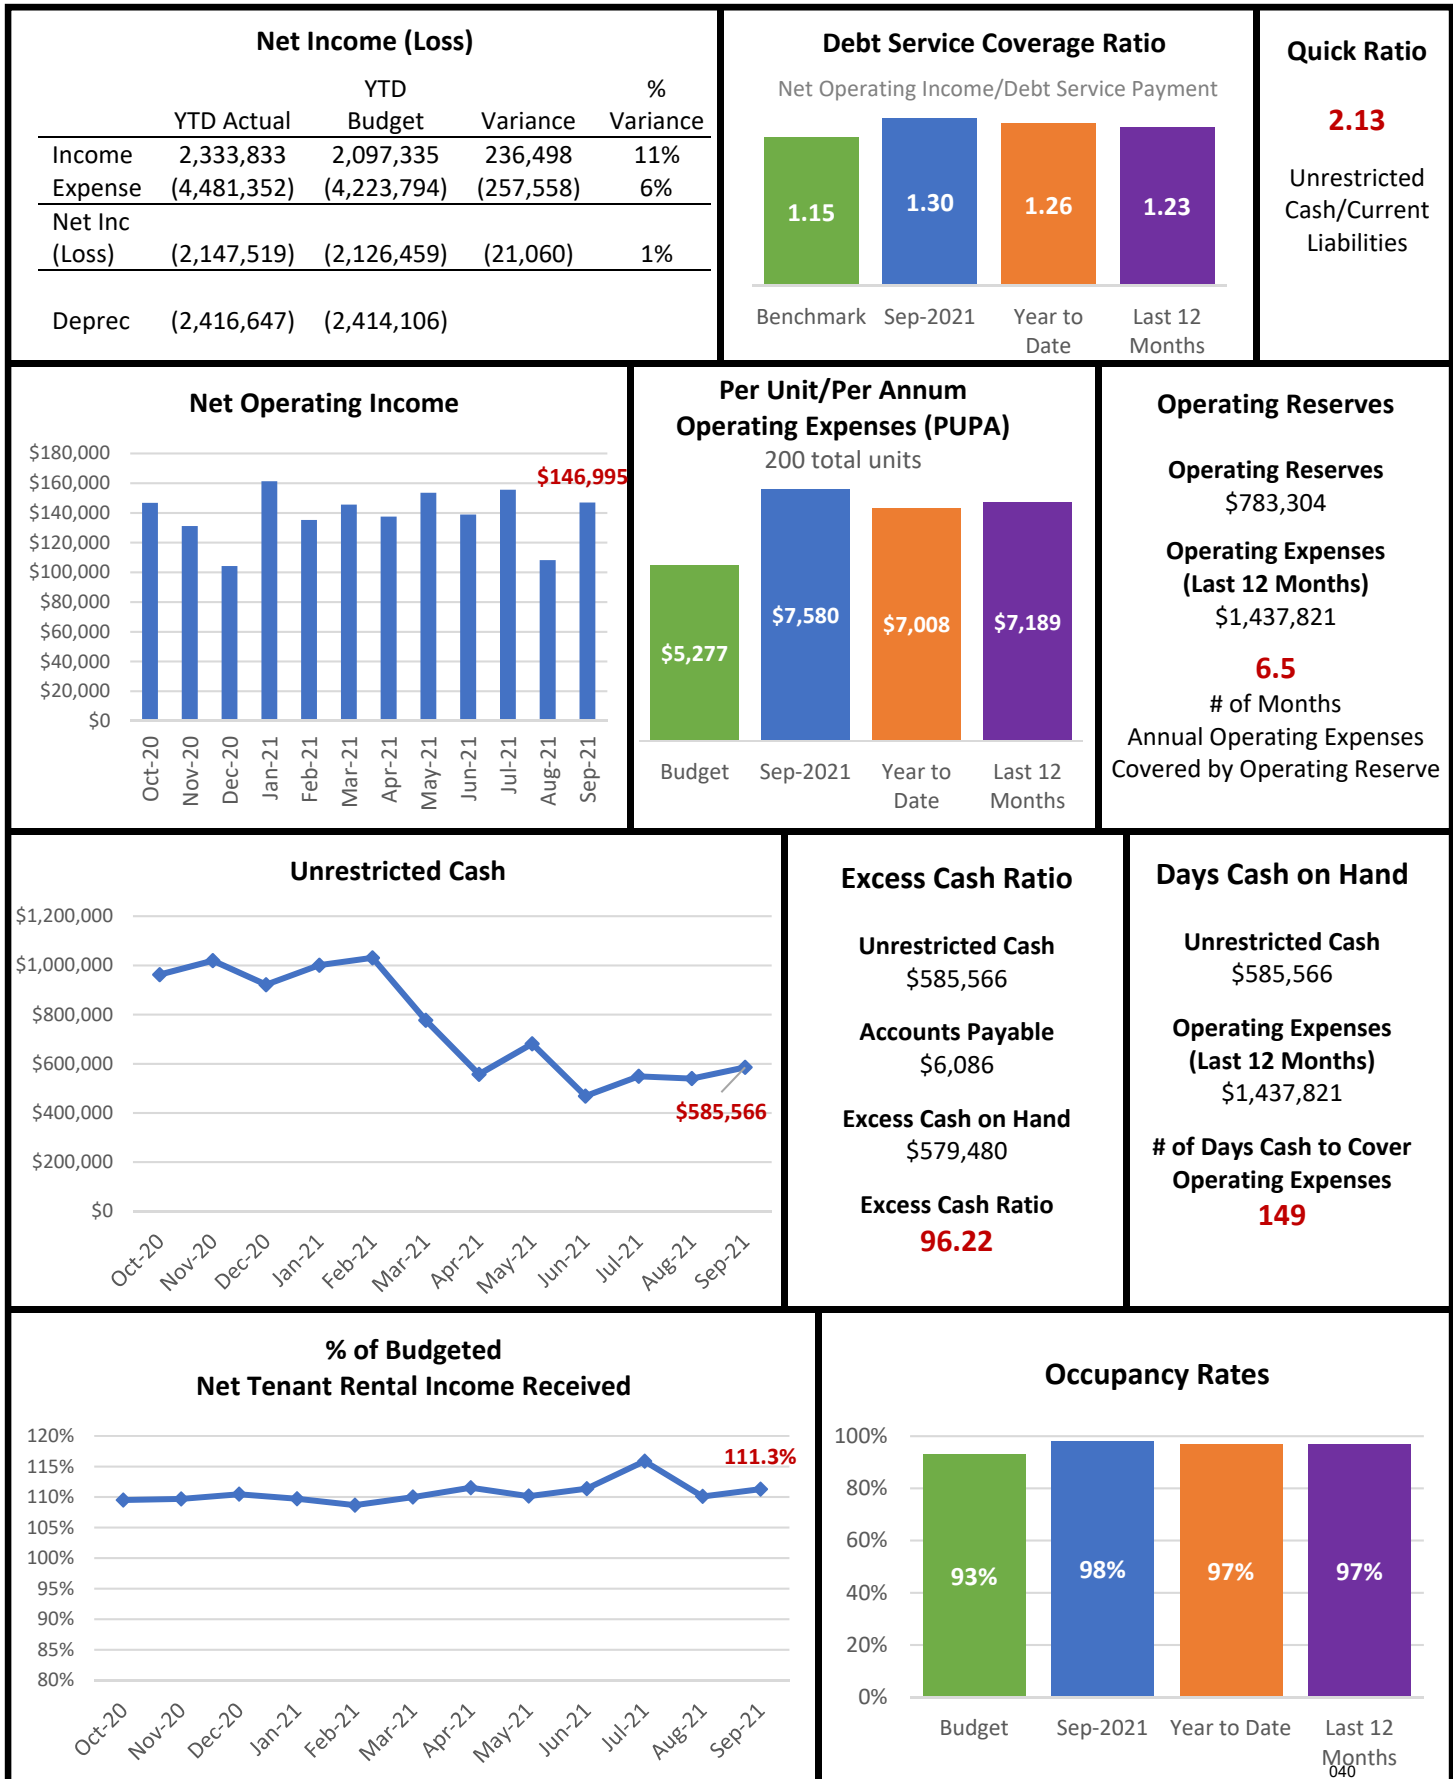 Net Income (Loss)
YTD %
YTD Actual Budget Variance Variance
Income 2,333,833 2,097,335 236,498 11%
Expense (4,481,352) (4,223,794) (257,558) 6%
Net Inc
(Loss) (2,147,519) (2,126,459) (21,060) 1%
Deprec (2,416,647) (2,414,106)
Debt Service Coverage Ratio
Net Operating Income/Debt Service Payment
1.15 1.30 1.26 1.23
Benchmark Sep-2021 Year to Last 12
Date Months
Quick Ratio
2.13
Unrestricted
Cash/Current
Liabilities
Net Operating Income
$180,000
$160,000
$140,000
$120,000
$100,000
$80,000
$60,000
$40,000
$20,000
$0
$146,995
Oct-20 Nov-20 Dec-20 Jan-21 Feb-21 Mar-21 Apr-21 May-21 Jun-21 Jul-21 Aug-21 Sep-21
Per Unit/Per Annum
Operating Expenses (PUPA)
200 total units
$5,277 $7,580 $7,008 $7,189
Budget Sep-2021 Year to Last 12
Date Months
Operating Reserves
Operating Reserves
$783,304
Operating Expenses
(Last 12 Months)
$1,437,821
6.5
# of Months
Annual Operating Expenses
Covered by Operating Reserve
Unrestricted Cash
$1,200,000
$1,000,000
$800,000
$600,000
$400,000
$200,000
$0
$585,566
Oct-20 Nov-20 Dec-20 Jan-21 Feb-21 Mar-21 Apr-21 May-21 Jun-21 Jul-21 Aug-21 Sep-21
Excess Cash Ratio
Unrestricted Cash
$585,566
Accounts Payable
$6,086
Excess Cash on Hand
$579,480
Excess Cash Ratio
96.22
Days Cash on Hand
Unrestricted Cash
$585,566
Operating Expenses
(Last 12 Months)
$1,437,821
# of Days Cash to Cover
Operating Expenses
149
% of Budgeted
Net Tenant Rental Income Received
120%
115%
110%
105%
100%
95%
90%
85%
80%
111.3%
Oct-20 Nov-20 Dec-20 Jan-21 Feb-21 Mar-21 Apr-21 May-21 Jun-21 Jul-21 Aug-21 Sep-21
Occupancy Rates
100%
80%
60%
40%
20%
0%
93% 98% 97% 97%
Budget Sep-2021 Year to Date Last 12
Months
040